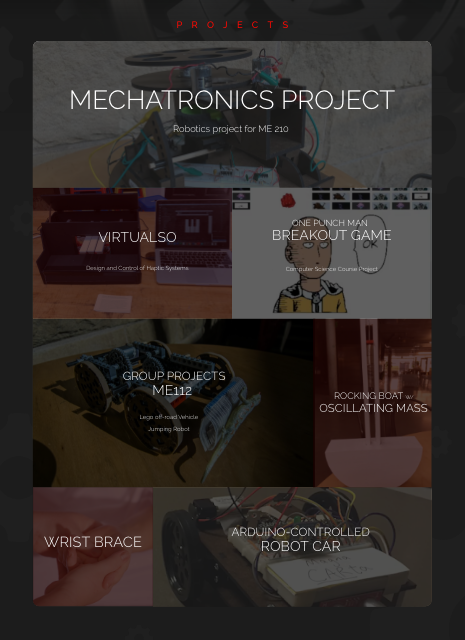 PROJECTS
MECHATRONICS PROJECT
Robotics project for ME 210
VIRTUALSO
Design and Control of Haptic Systems
ONE PUNCH MAN
BREAKOUT GAME
Computer Science Course Project
GROUP PROJECTS
ME112
Lego off-road Vehicle
Jumping Robot
ROCKING BOAT w/
OSCILLATING MASS
WRIST BRACE
ARDUINO-CONTROLLED
ROBOT CAR